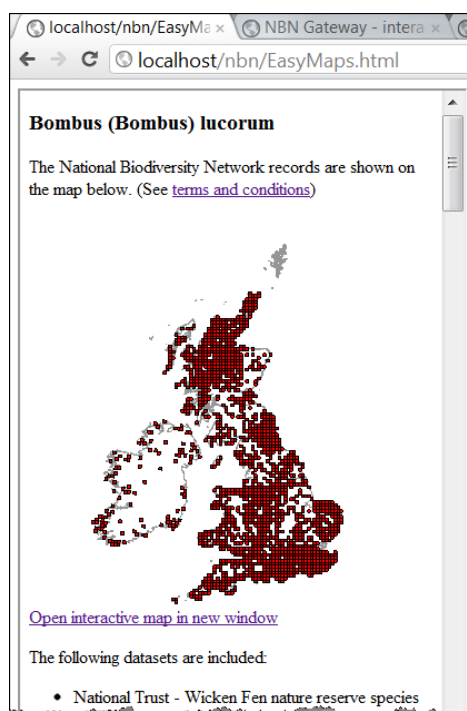 localhost/nbn/EasyMa × NBN Gateway - intera ×
localhost/nbn/EasyMaps.html
Bombus (Bombus) lucorum
The National Biodiversity Network records are shown on
the map below. (See terms and conditions)
Open interactive map in new window
The following datasets are included:
• National Trust - Wicken Fen nature reserve species